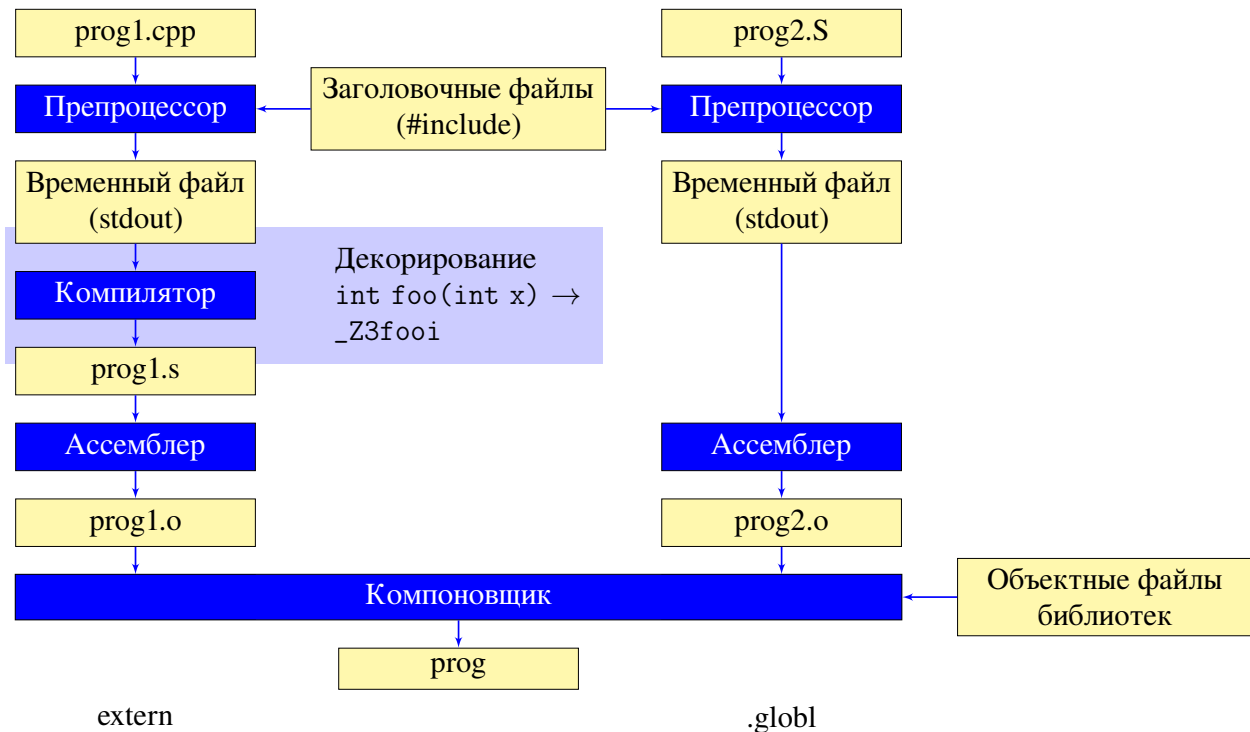 prog1.cpp
prog2.S
Препроцессор
Заголовочные файлы
(#include)
Препроцессор
Временный файл
(stdout)
Временный файл
(stdout)
Компилятор
Декорирование
int foo(int x) →
_Z3fooi
prog1.s
Ассемблер
Ассемблер
prog1.o
prog2.o
Компоновщик
Объектные файлы
библиотек
prog
extern
.globl